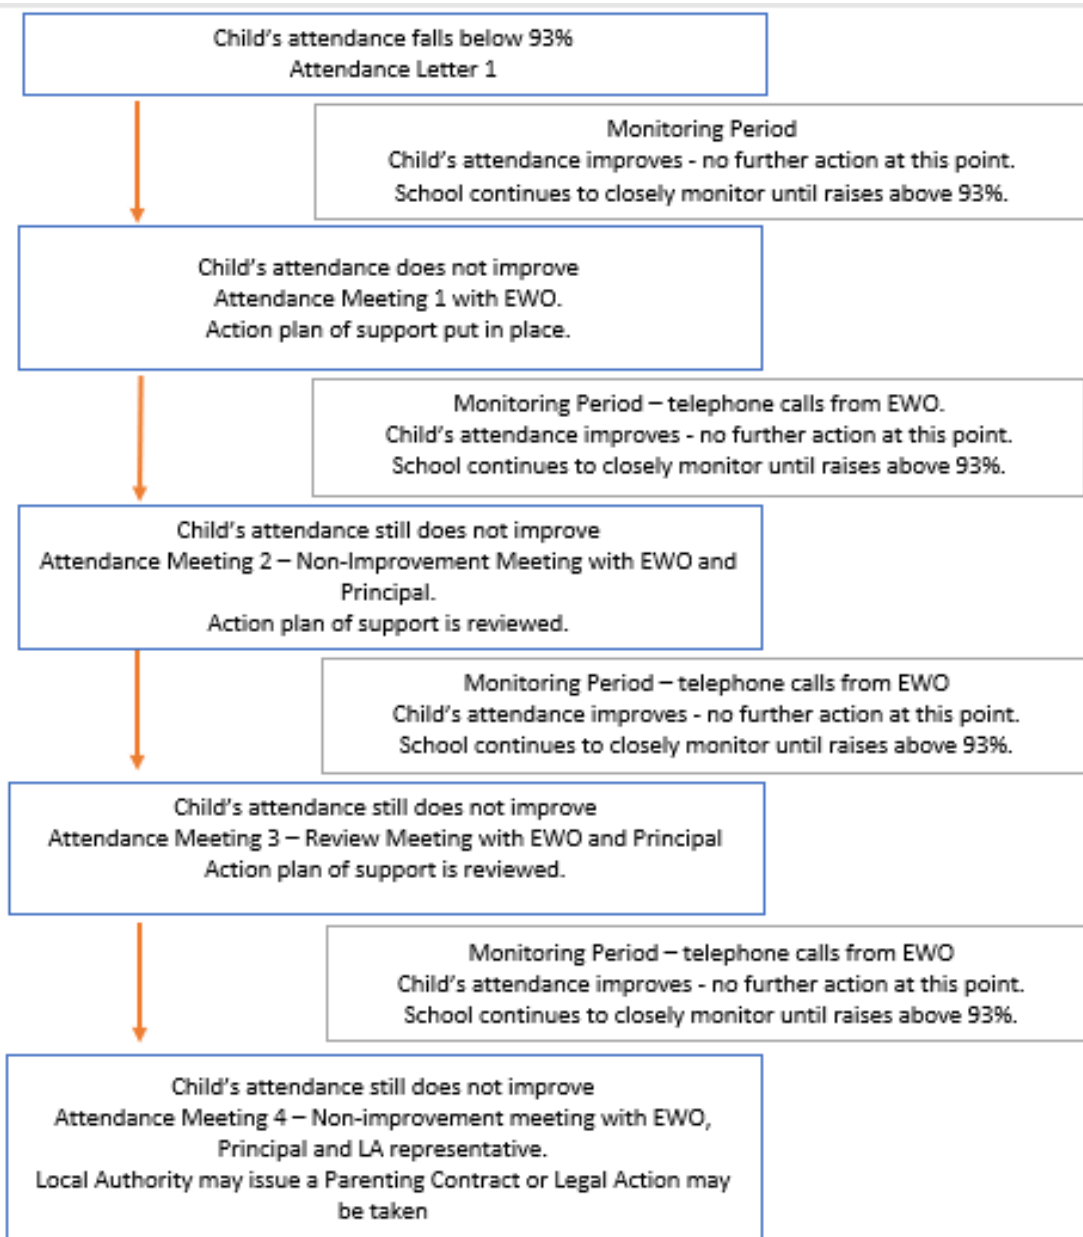 Child's attendance falls below 93%
Attendance Letter 1
Monitoring Period
Child's attendance improves - no further action at this point.
School continues to closely monitor until raises above 93%.
Child's attendance does not improve
Attendance Meeting 1 with EWO.
Action plan of support put in place.
Monitoring Period – telephone calls from EWO.
Child's attendance improves - no further action at this point.
School continues to closely monitor until raises above 93%.
Child's attendance still does not improve
Attendance Meeting 2 – Non-Improvement Meeting with EWO and
Principal.
Action plan of support is reviewed.
Monitoring Period – telephone calls from EWO
Child's attendance improves - no further action at this point.
School continues to closely monitor until raises above 93%.
Child's attendance still does not improve
Attendance Meeting 3 – Review Meeting with EWO and Principal
Action plan of support is reviewed.
Monitoring Period – telephone calls from EWO
Child's attendance improves - no further action at this point.
School continues to closely monitor until raises above 93%.
Child's attendance still does not improve
Attendance Meeting 4 – Non-improvement meeting with EWO,
Principal and LA representative.
Local Authority may issue a Parenting Contract or Legal Action may
be taken